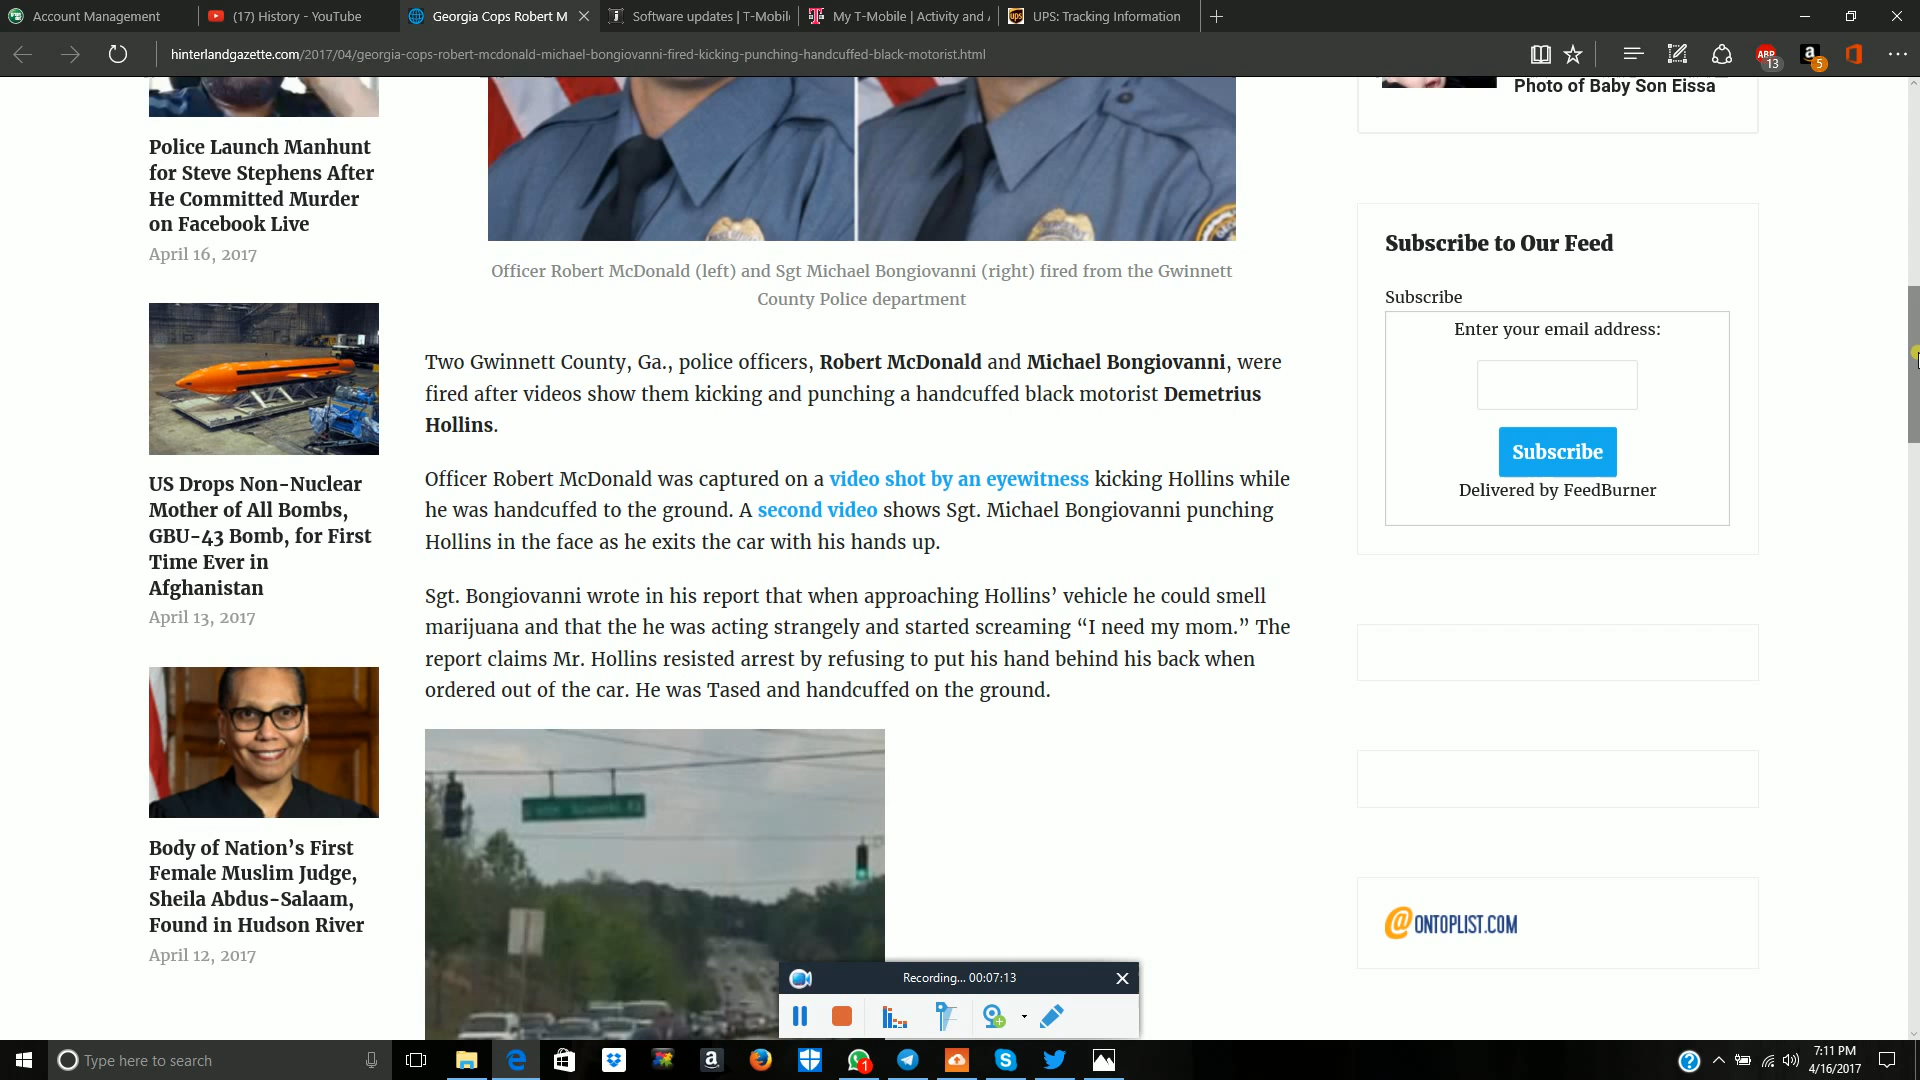 Account Management
(17) History - YouTube
Georgia Cops Robert M
Software updates | T-Mobil
My T-Mobile | Activity and
UPS: Tracking Information
hinterlandgazette.com/2017/04/georgia-cops-robert-mcdonald-michael-bongiovanni-fired-kicking-punching-handcuffed-black-motorist.html
ABP
13
5
Police Launch Manhunt
for Steve Stephens After
He Committed Murder
on Facebook Live
April 16, 2017
US Drops Non-Nuclear
Mother of All Bombs,
GBU-43 Bomb, for First
Time Ever in
Afghanistan
April 13, 2017
Body of Nation's First
Female Muslim Judge,
Sheila Abdus-Salaam,
Found in Hudson River
April 12, 2017
Officer Robert McDonald (left) and Sgt Michael Bongiovanni (right) fired from the Gwinnett
County Police department
Two Gwinnett County, Ga., police officers, Robert McDonald and Michael Bongiovanni, were
fired after videos show them kicking and punching a handcuffed black motorist Demetrius
Hollins.
Officer Robert McDonald was captured on a video shot by an eyewitness kicking Hollins while
he was handcuffed to the ground. A second video shows Sgt. Michael Bongiovanni punching
Hollins in the face as he exits the car with his hands up.
Sgt. Bongiovanni wrote in his report that when approaching Hollins' vehicle he could smell
marijuana and that the he was acting strangely and started screaming “I need my mom.” The
report claims Mr. Hollins resisted arrest by refusing to put his hand behind his back when
ordered out of the car. He was Tased and handcuffed on the ground.
Photo of Baby Son Eissa
Subscribe to Our Feed
Subscribe
Enter your email address:
Subscribe
Delivered by FeedBurner
@ONTOPLIST.COM
Recording... 00:07:13
Type here to search
1
7:11 PM
4/16/2017